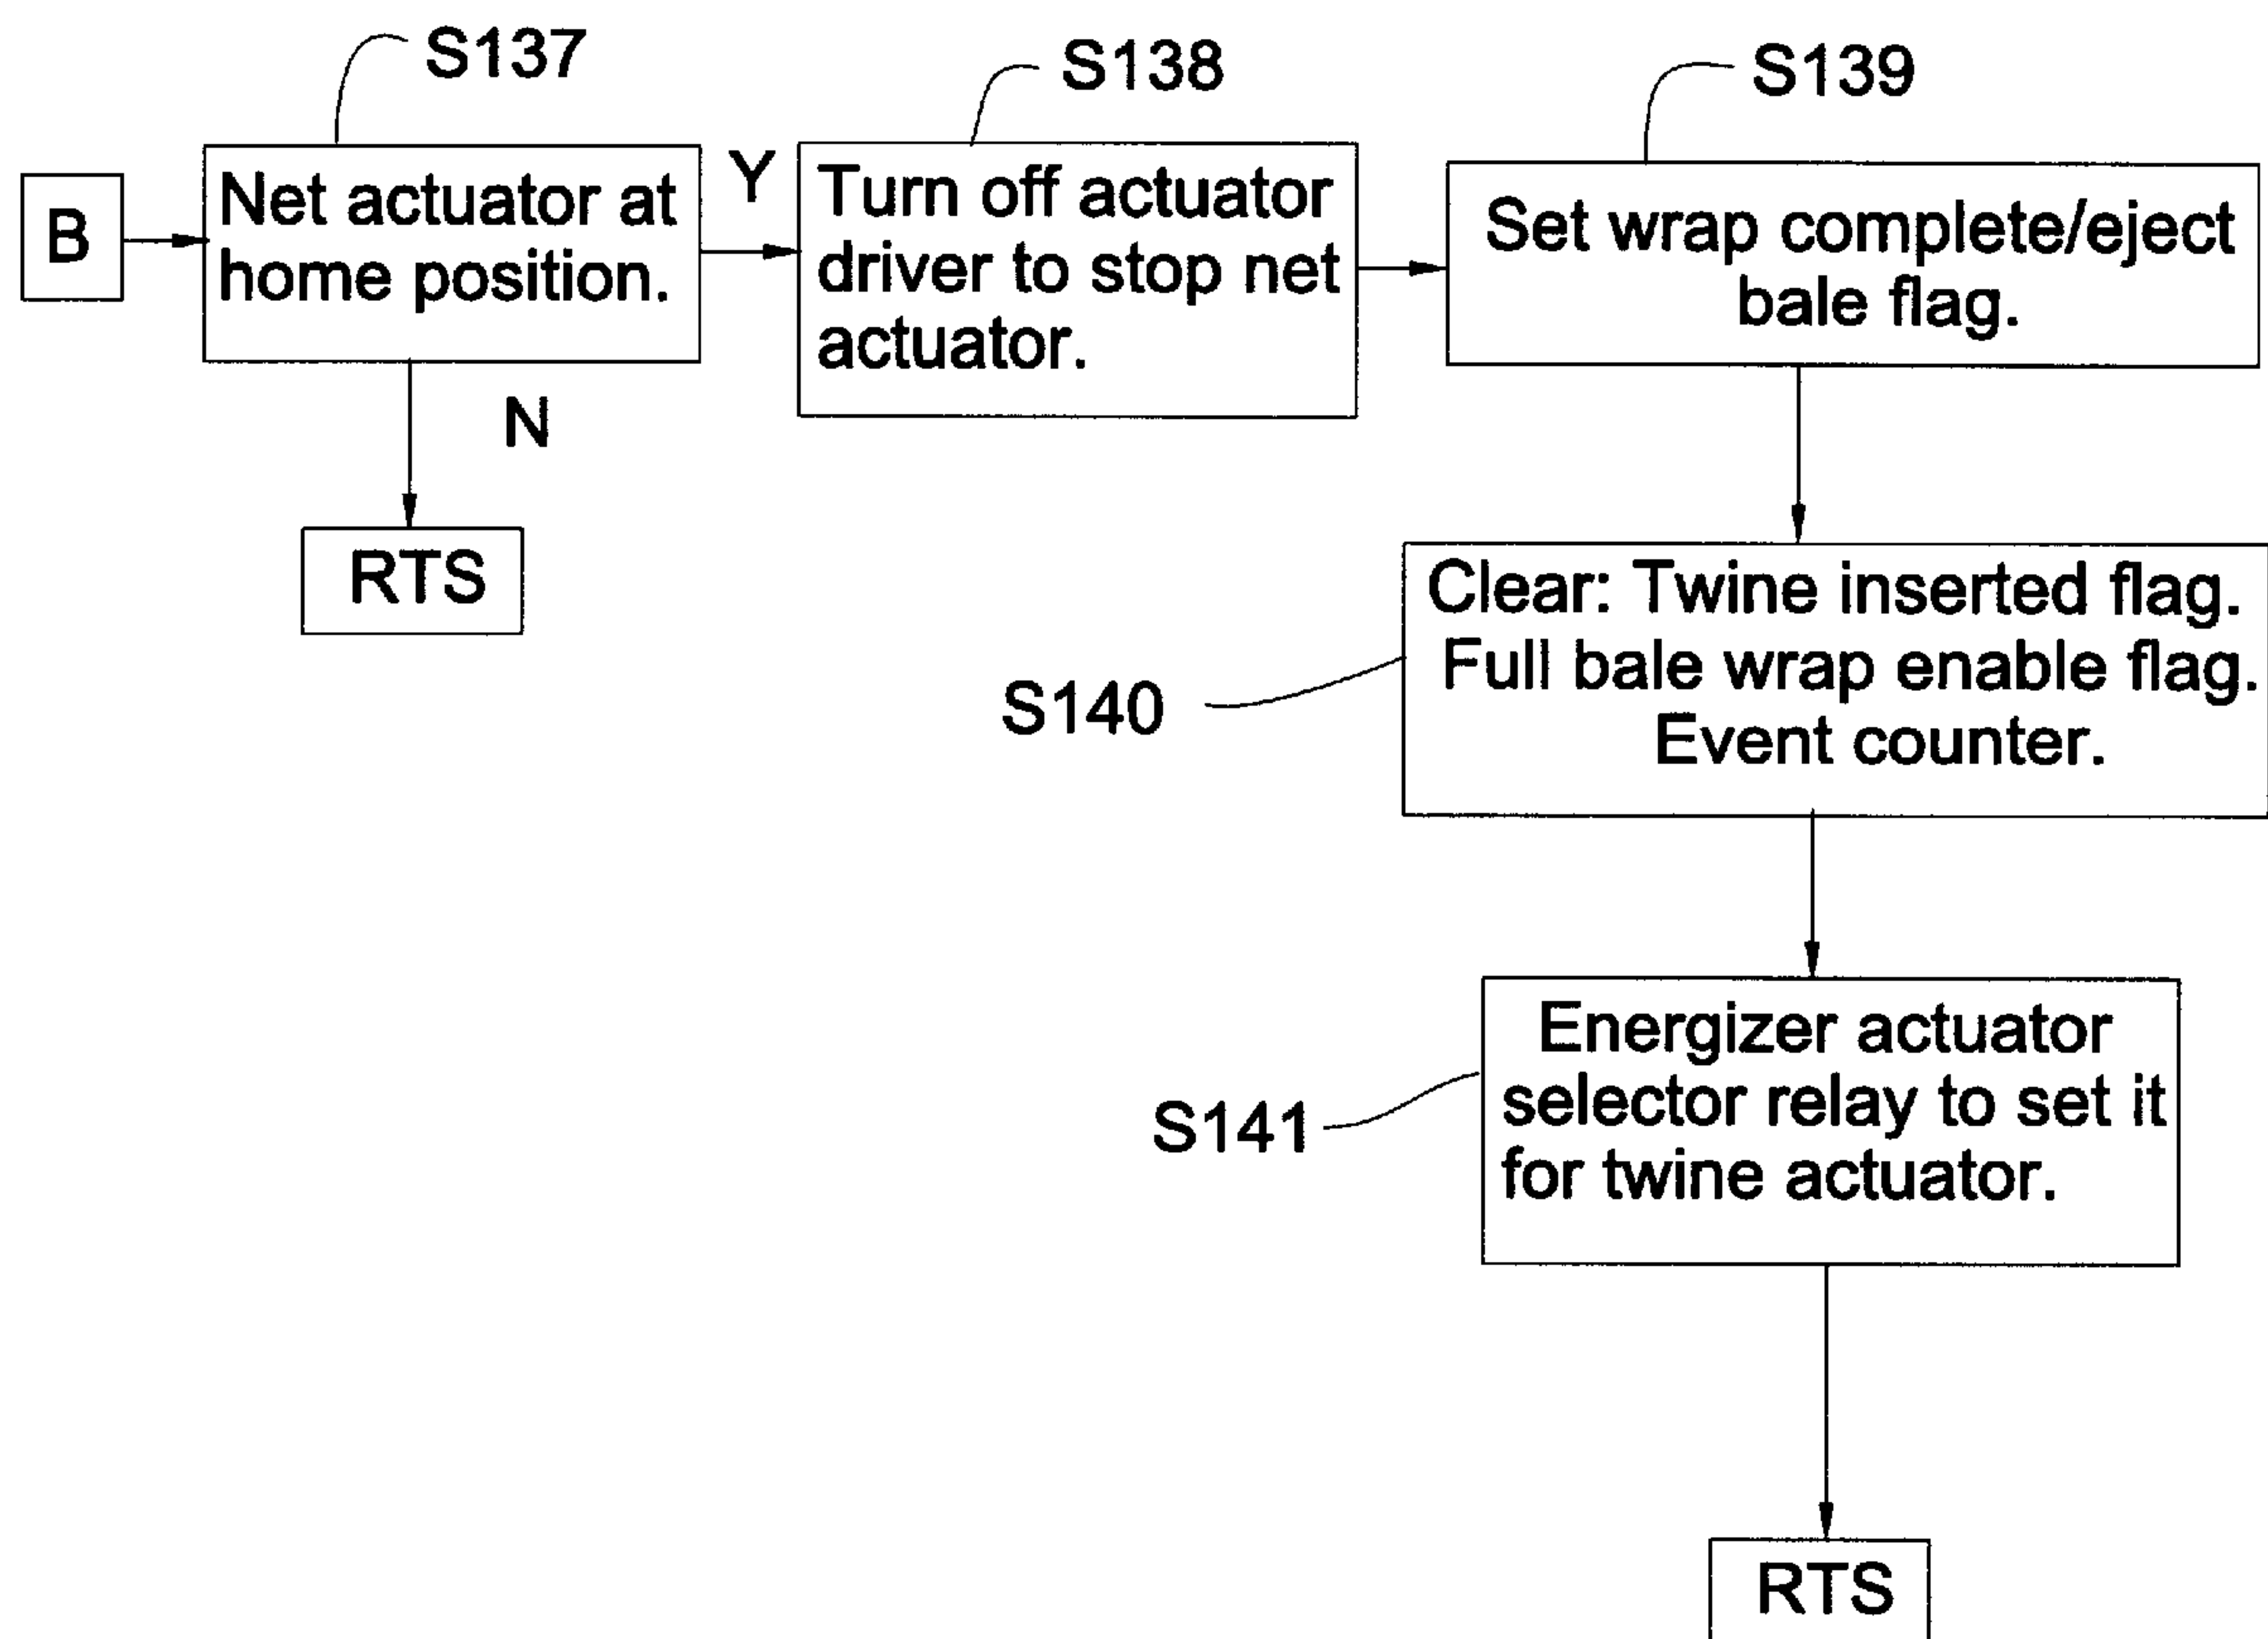 S137
S138
S139
B
Net actuator at
home position.
Y
Turn off actuator
driver to stop net
actuator.
Set wrap complete/eject
bale flag.
N
RTS
S140
Clear: Twine inserted flag.
Full bale wrap enable flag.
Event counter.
S141
Energizer actuator
selector relay to set it
for twine actuator.
RTS